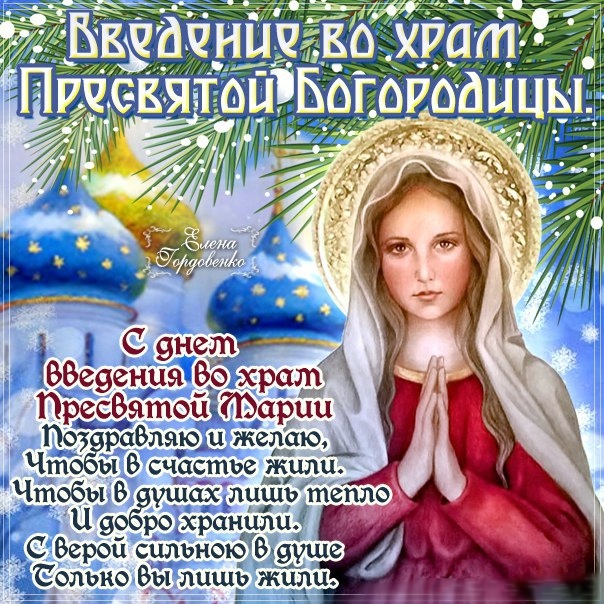 Введение во храм
Пресвятой Богородицы.
Елена
Гордовенко
С днем
введения во храм
Пресвятой Марии
Поздравляю и желаю,
Чтобы в счастье жили.
Чтобы в душах лишь тепло
И добро хранили.
С верой сильною в душе
Только вы лишь жили.